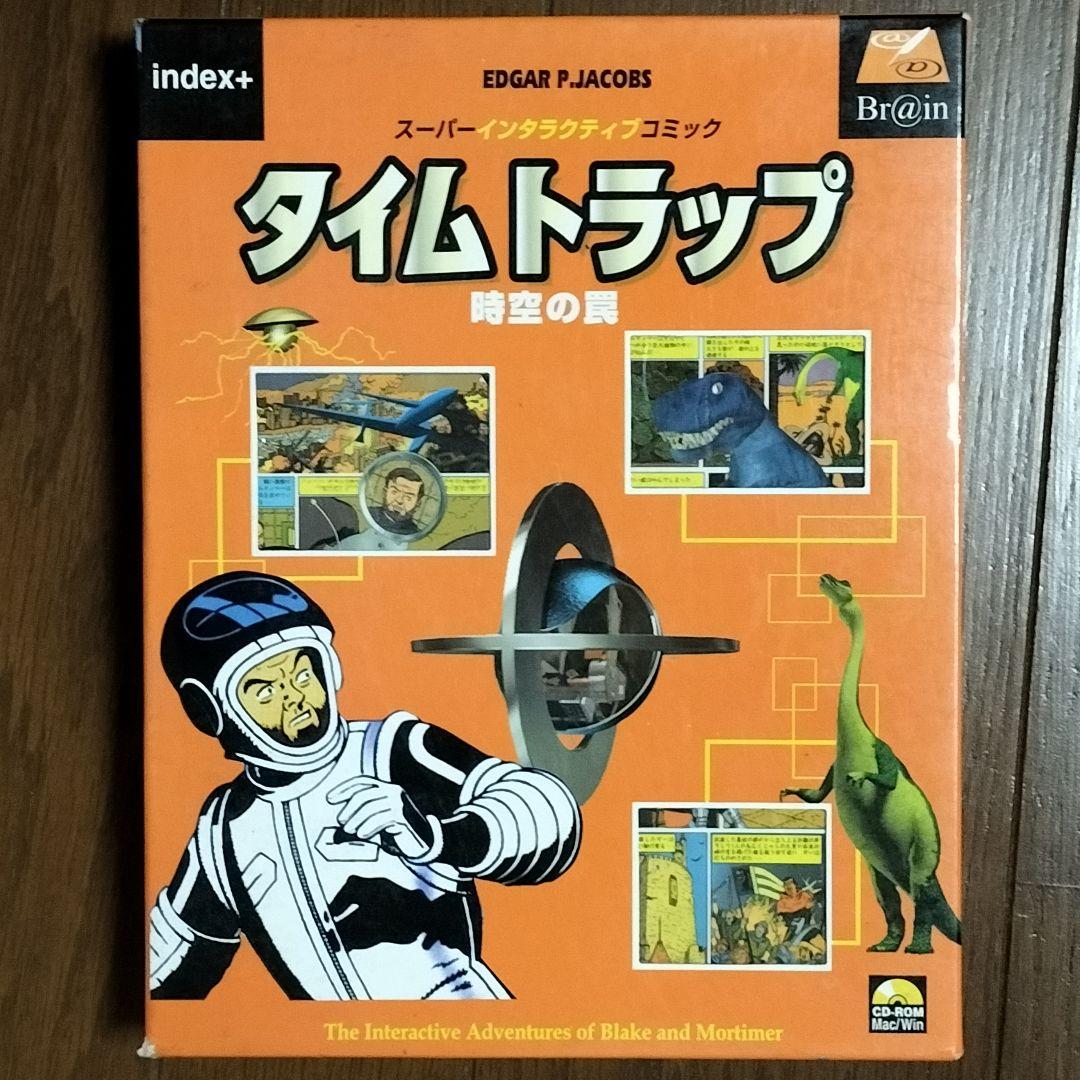 index+
EDGAR P.JACOBS
Br@in
スーパーインタラクティブコミック
タイムトラップ
時空の罠
CD-ROM
Mac/Win
The Interactive Adventures of Blake and Mortimer